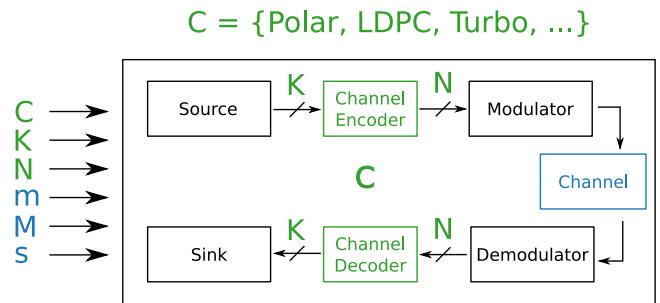 C = {Polar, LDPC, Turbo, ...}
C
K
N
m
M
s
Source
K
Channel
Encoder
N
Modulator
Channel
C
Sink
K
Channel
Decoder
N
Demodulator